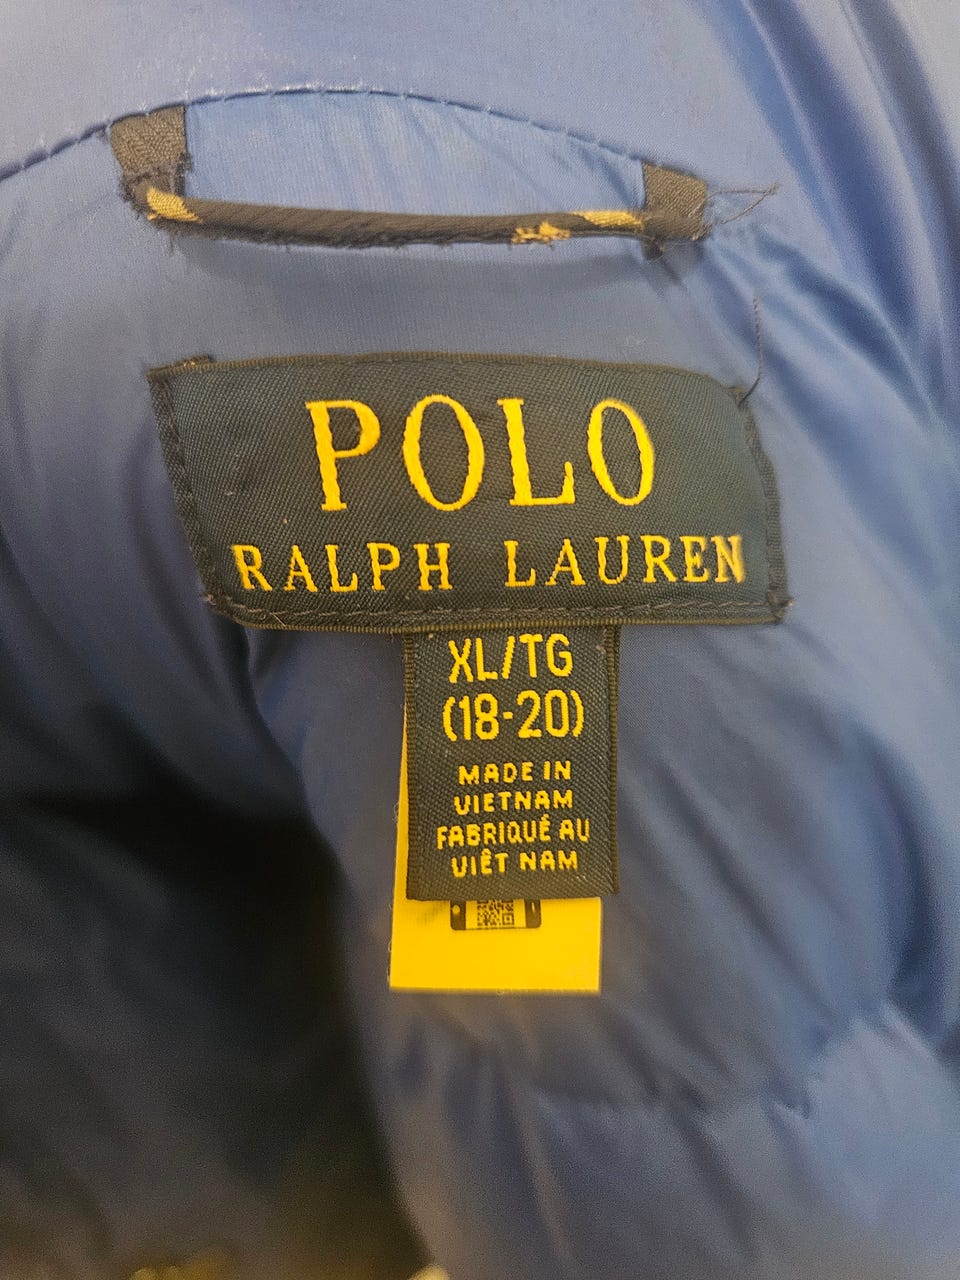 POLO
RALPH LAUREN
XL/TG
(18-20)
MADE IN
VIETNAM
FABRIQUÉ AU
VIÊT NAM